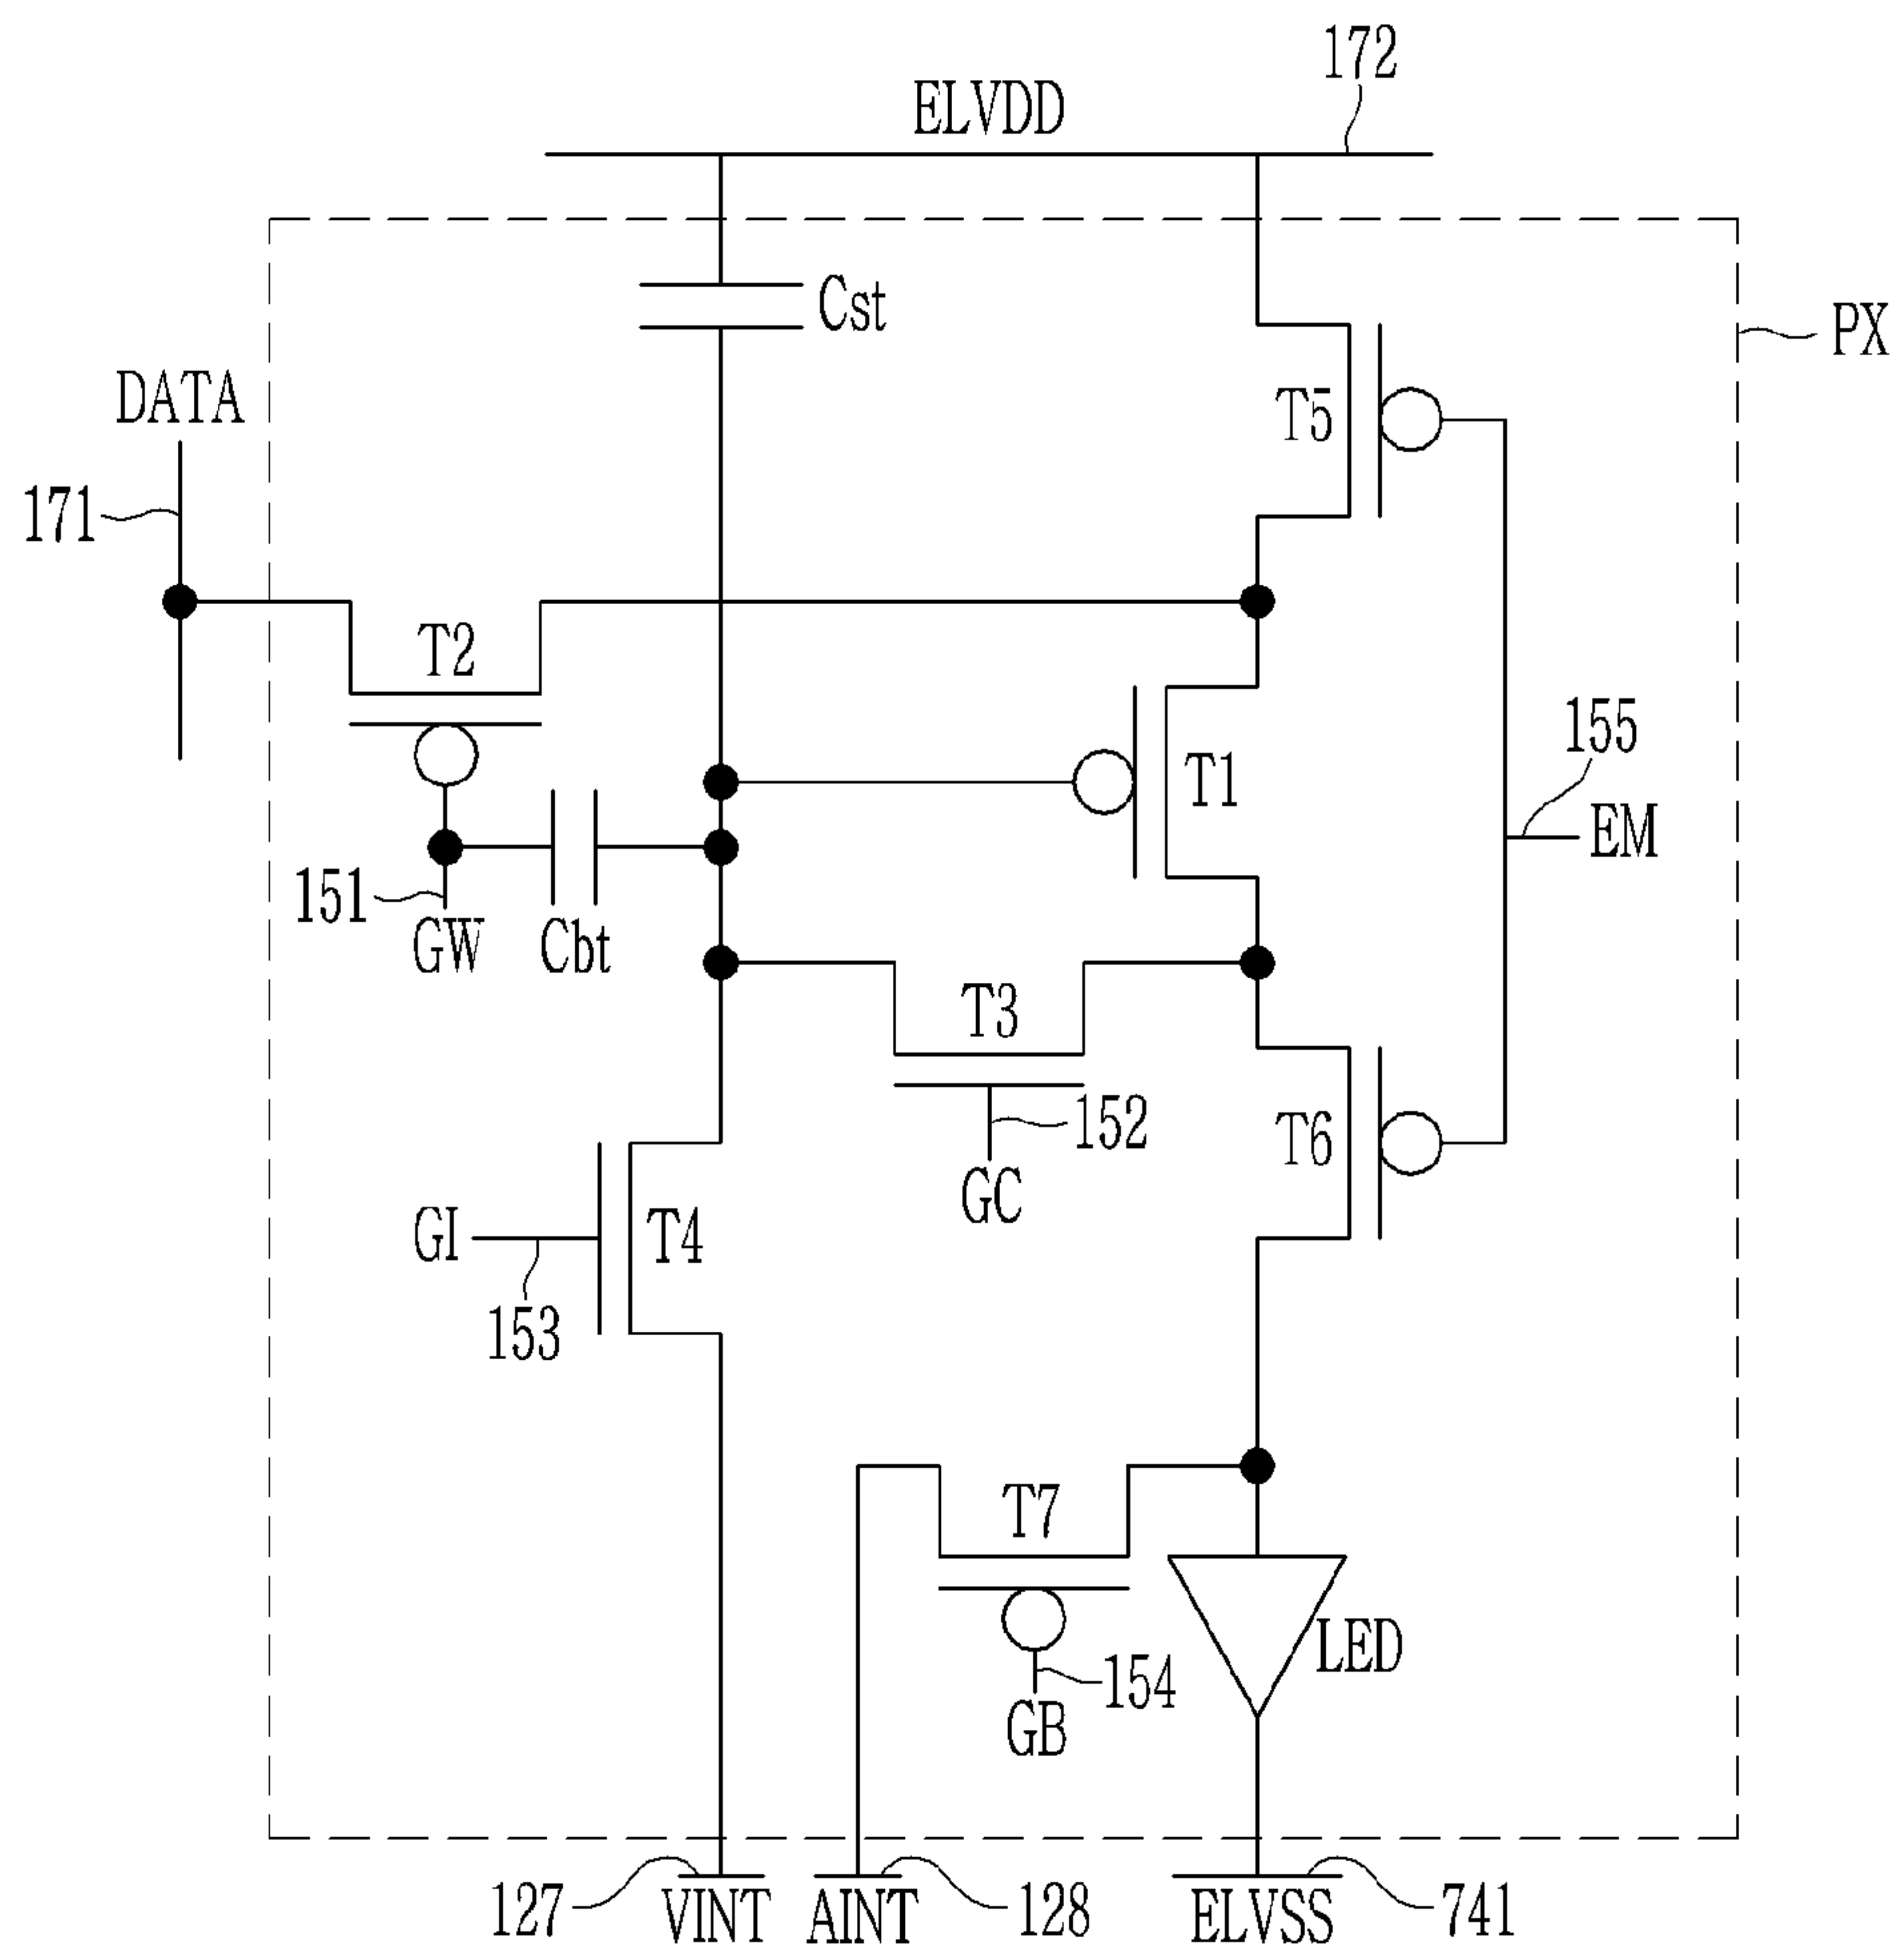 172
ELVDD
Cst
PX
DATA
T5
171
T2
155
T1
EM
151
GW
Cbt
T3
152
T6
GC
GI
T4
153
T7
LED
154
GB
127
VINT
AINT
128
ELVSS
741